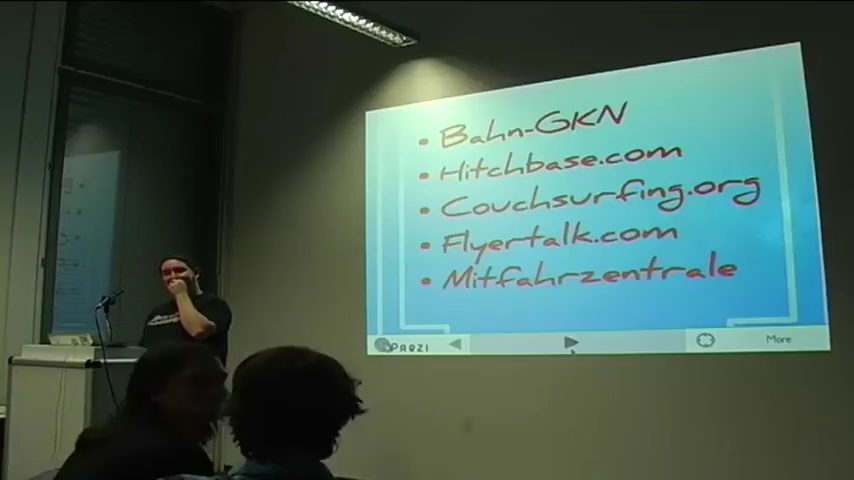 • Bahn-GKN
• Hitchbase.com
• Couchsurfing.org
• Flyertalk.com
• Mitfahrzentrale
PREZI
More